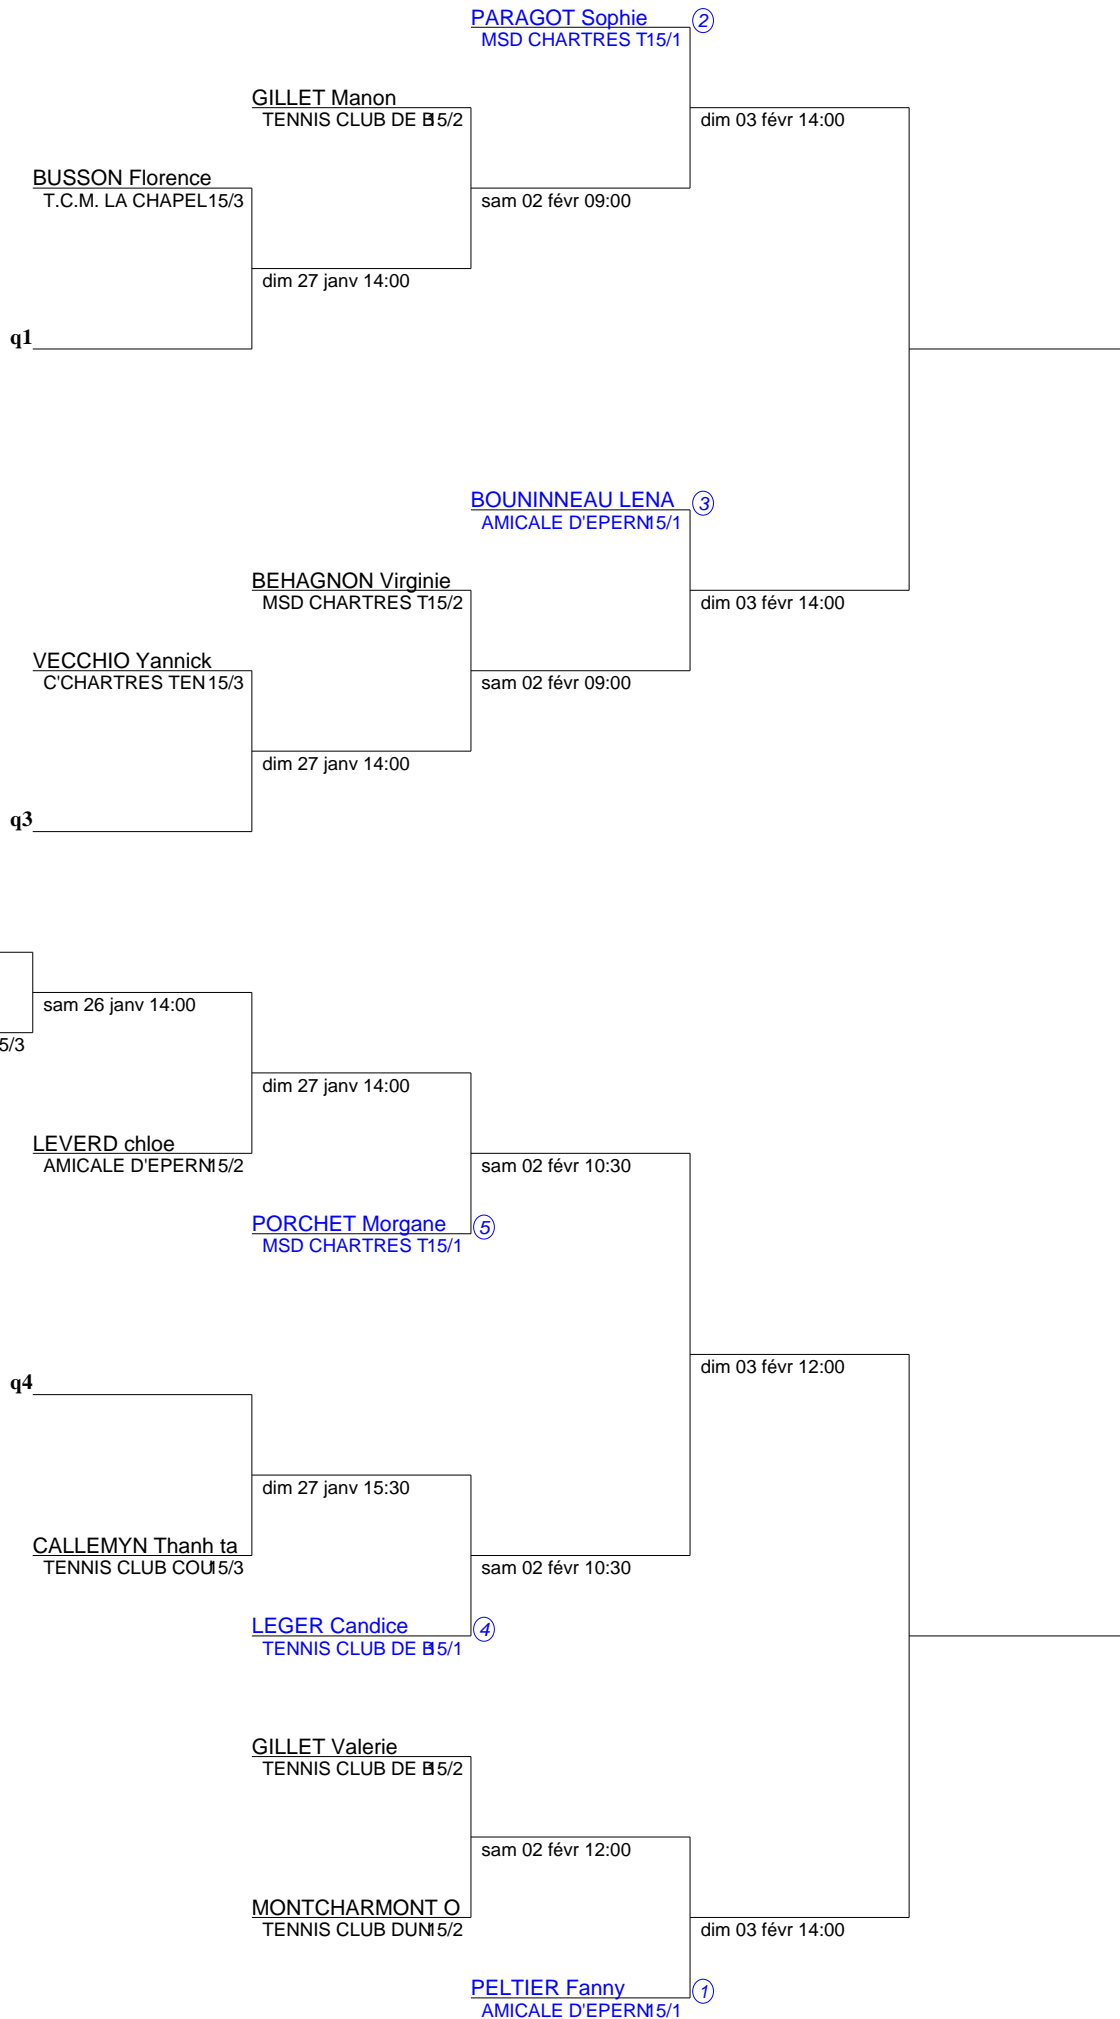 PARAGOT Sophie 2
MSD CHARTRES T15/1
GILLET Manon
TENNIS CLUB DE B15/2
dim 03 févr 14:00
BUSSON Florence
T.C.M. LA CHAPEL15/3
sam 02 févr 09:00
dim 27 janv 14:00
q1
BOUNINNEAU LENA 3
AMICALE D'EPERN15/1
BEHAGNON Virginie
MSD CHARTRES T15/2
dim 03 févr 14:00
VECCHIO Yannick
C'CHARTRES TEN15/3
sam 02 févr 09:00
dim 27 janv 14:00
q3
sam 26 janv 14:00
5/3
dim 27 janv 14:00
LEVERD chloe
AMICALE D'EPERN15/2
sam 02 févr 10:30
PORCHET Morgane 5
MSD CHARTRES T15/1
dim 03 févr 12:00
q4
dim 27 janv 15:30
CALLEMYN Thanh ta
TENNIS CLUB COU15/3
sam 02 févr 10:30
LEGER Candice 4
TENNIS CLUB DE B15/1
GILLET Valerie
TENNIS CLUB DE B15/2
sam 02 févr 12:00
MONTCHARMONT O
TENNIS CLUB DUN15/2
dim 03 févr 14:00
PELTIER Fanny 1
AMICALE D'EPERN15/1